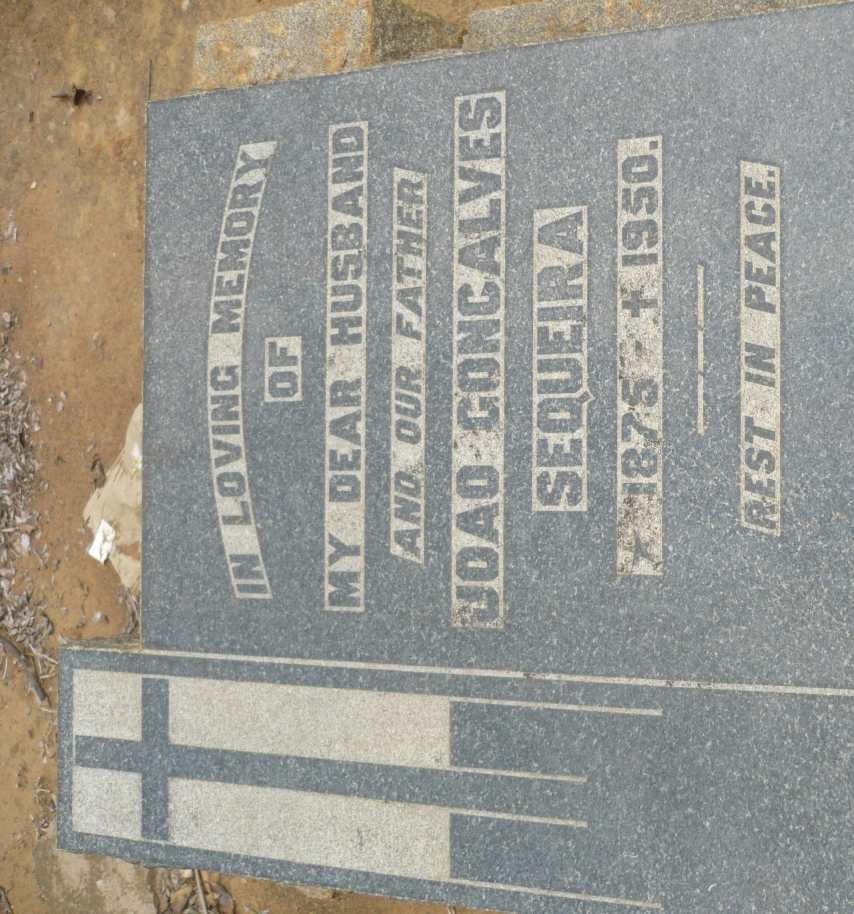 IN LOVING MEMORY
OF
MY DEAR HUSBAND
AND OUR FATHER
JOAO GONCALVES
SEQUEIRA
★ 1875 - ✝ 1950.
REST IN PEACE.